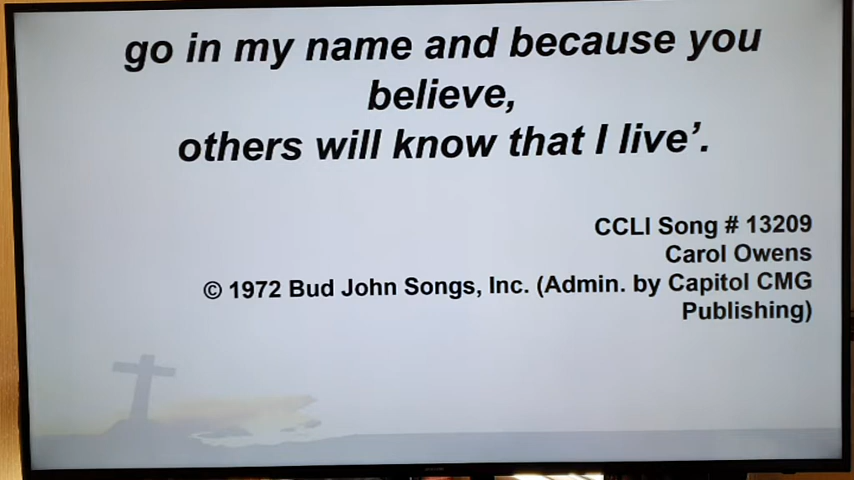 go in my name and because you
believe,
others will know that I live’.
CCLI Song # 13209
Carol Owens
© 1972 Bud John Songs, Inc. (Admin. by Capitol CMG
Publishing)